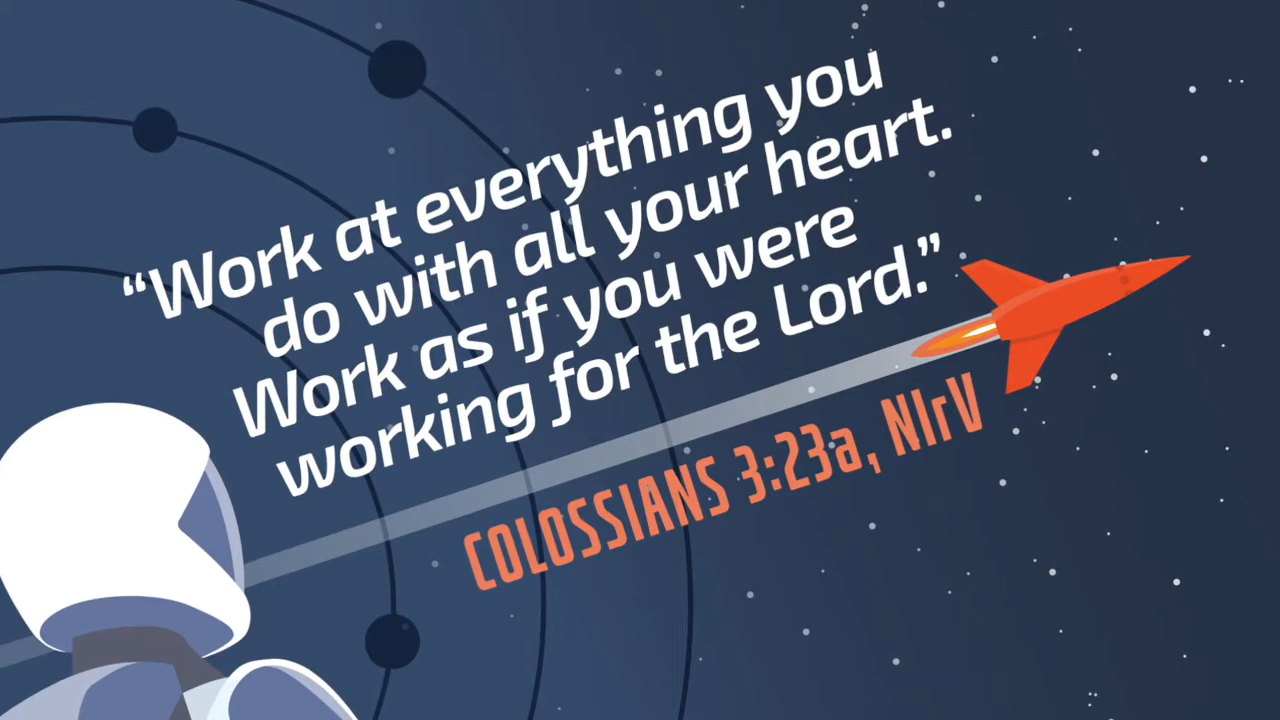 “Work at everything you
do with all your heart.
Work as if you were
working for the Lord.”
COLOSSIANS 3:23a, NIrV